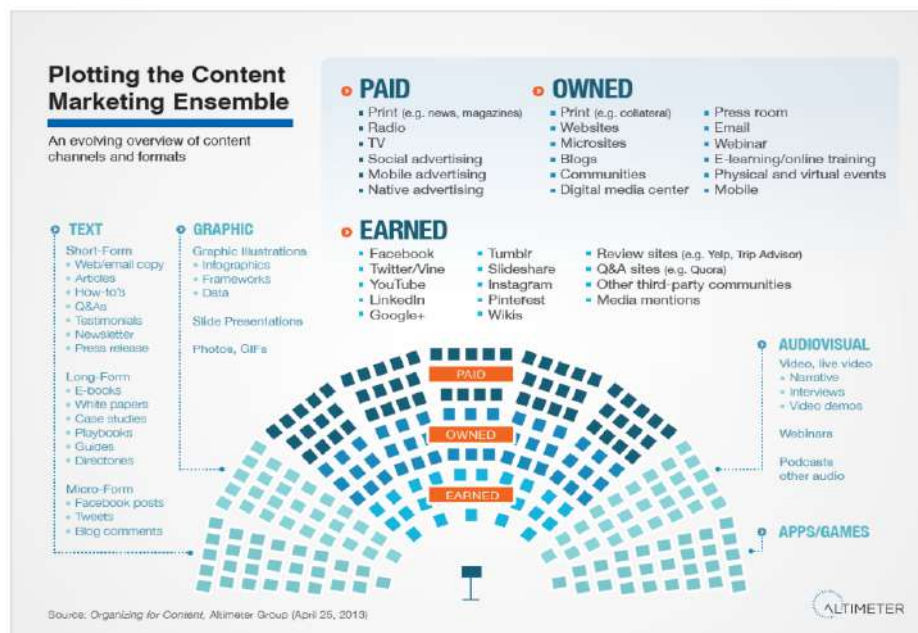 Plotting the Content
Marketing Ensemble
An evolving overview of content
channels and formats
PAID
Print (e.g. news, magazines)
Radio
TV
Social advertising
Mobile advertising
Native advertising
OWNED
Print (e.g. collateral)
Websites
Microsites
Blogs
Communities
Digital media center
Press room
Email
Webinar
E-learning/online training
Physical and virtual events
Mobile
EARNED
Facebook
Twitter/Vine
YouTube
LinkedIn
Google+
Tumblr
Slideshare
Instagram
Pinterest
Wikis
Review sites (e.g. Yelp, Trip Advisor)
Q&A sites (e.g. Quora)
Other third-party communities
Media mentions
TEXT
Short-Form
Web/email copy
Articles
How-to's
Q&As
Testimonials
Newsletter
Press release
Long-Form
E-books
White papers
Case studies
Playbooks
Guides
Directories
Micro-Form
Facebook posts
Tweets
Blog comments
GRAPHIC
Graphic Illustrations
Infographics
Frameworks
Data
Slide Presentations
Photos, GIFs
PAID
OWNED
EARNED
AUDIOVISUAL
Video, live video
Narrative
Interviews
Video demos
Webinars
Podcasts
other audio
APPS/GAMES
Source: Organizing for Content, Altimeter Group (April 25, 2013)
ALTIMETER